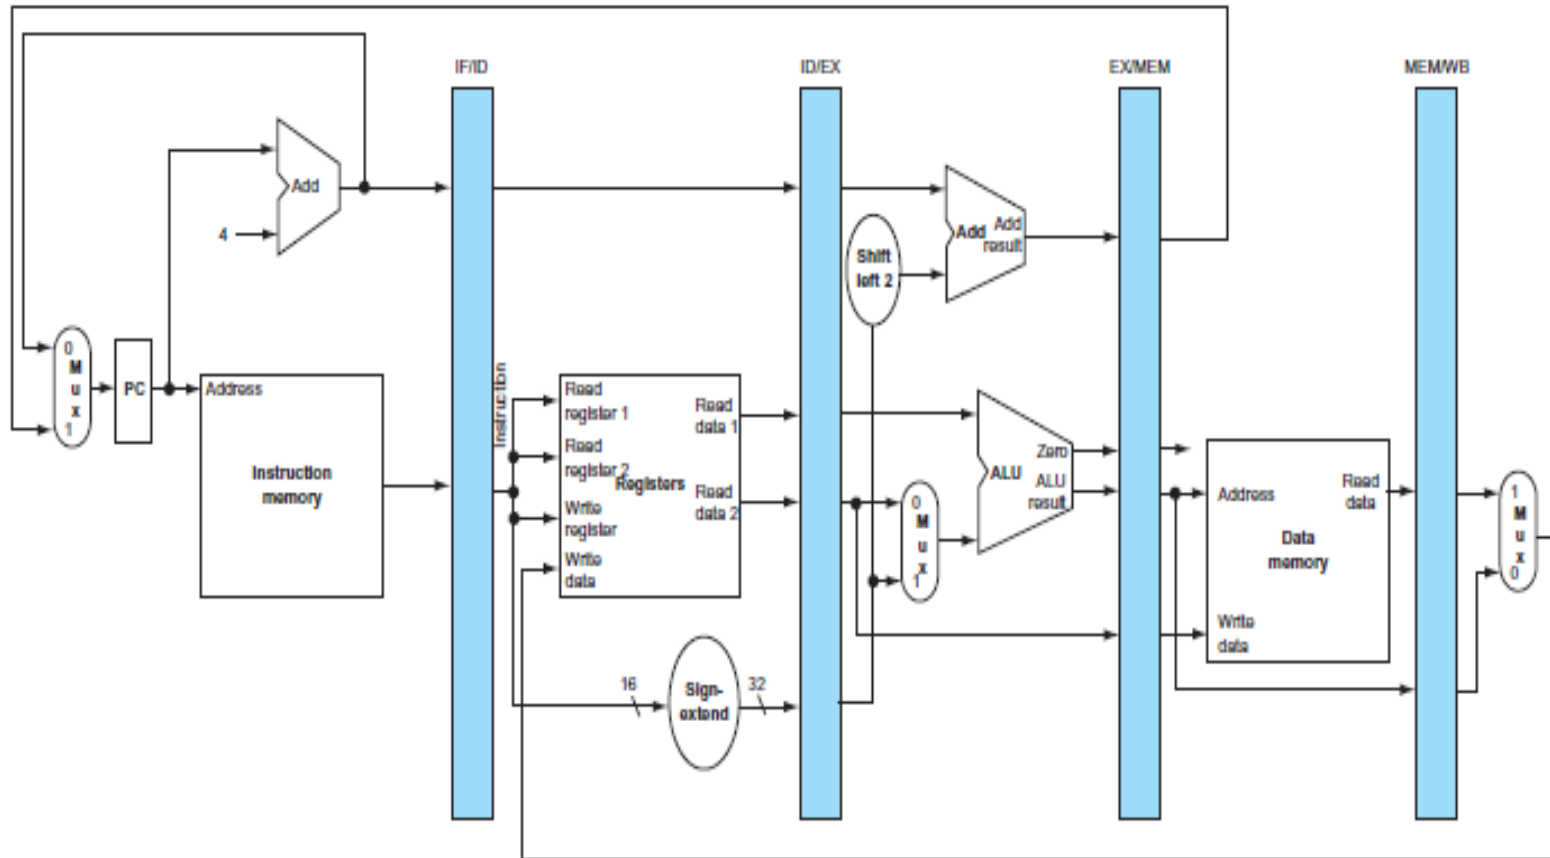 IF/ID
ID/EX
EX/MEM
MEM/WB
Add
4
Add
Add
result
Shift
left 2
0
M
u
x
1
PC
Address
Instruction
memory
Instruction
Read
register 1
Read
register 2
Registers
Write
register
Write
data
Read
data 1
Read
data 2
16
Sign-
extend
32
0
M
u
x
1
Zero
ALU
ALU
result
Address
Read
data
Data
memory
Write
data
1
M
u
x
0